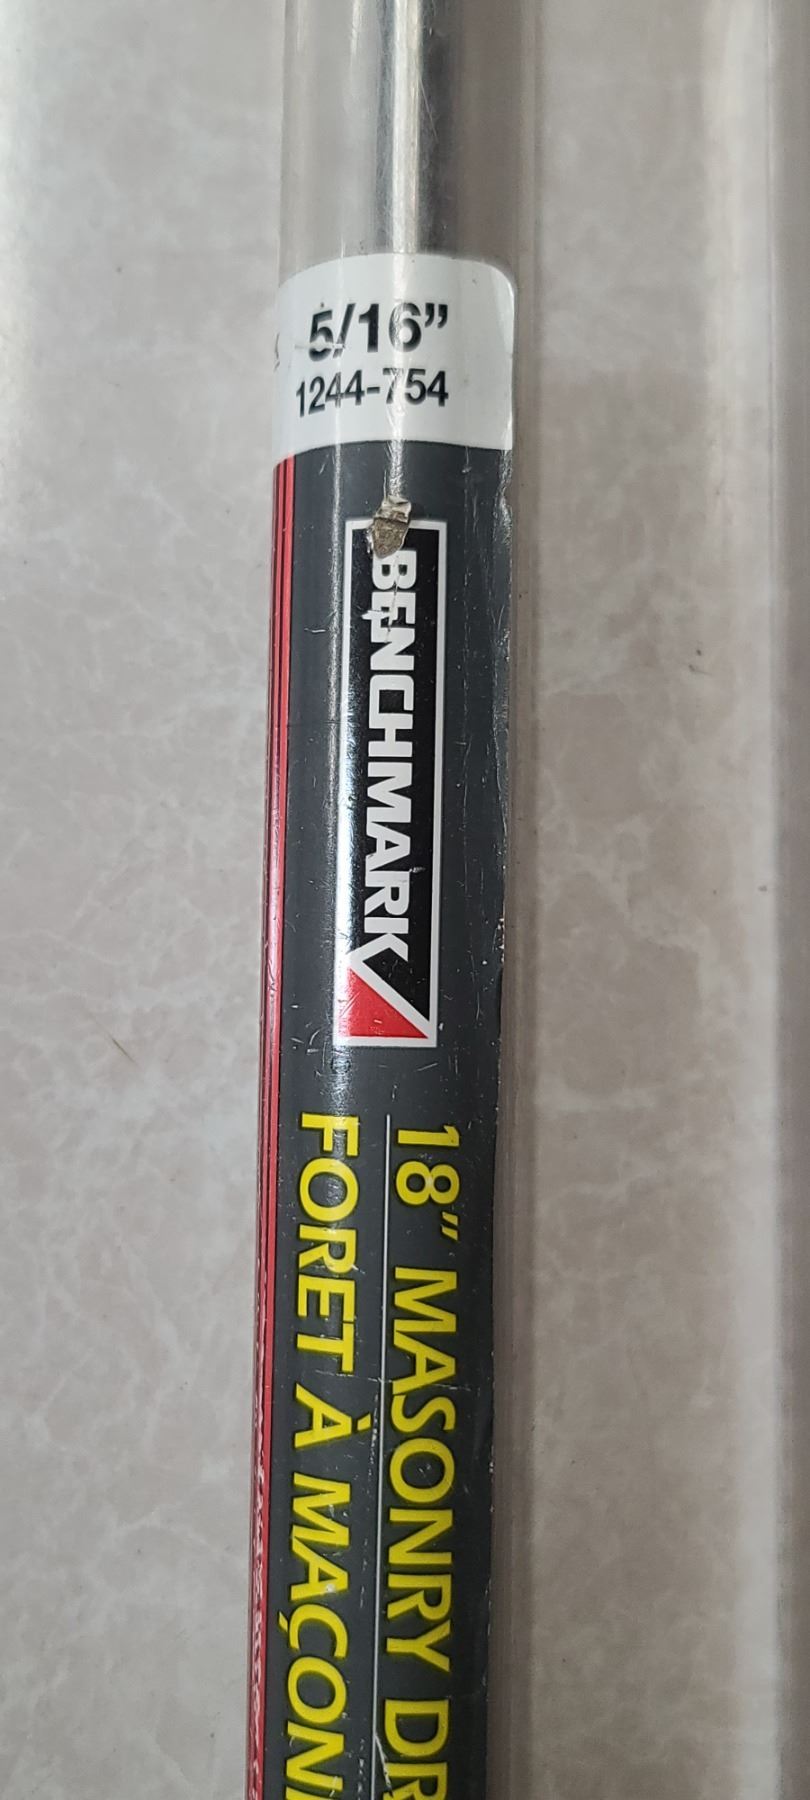 5/16”
1244-754
BENCHMARK
18" MASONRY DR
FORET À MAÇONN